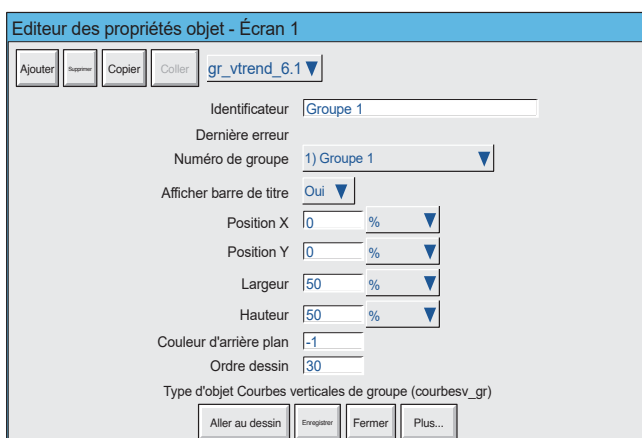 Editeur des propriétés objet - Écran 1
Ajouter Supprimer Copier Coller gr_vtrend_6.1
Identificateur Groupe 1
Dernière erreur
Numéro de groupe 1) Groupe 1
Afficher barre de titre Oui
Position X 0 %
Position Y 0 %
Largeur 50 %
Hauteur 50 %
Couleur d'arrière plan -1
Ordre dessin 30
Type d'objet Courbes verticales de groupe (courbesv_gr)
Aller au dessin Enregistrer Fermer Plus...